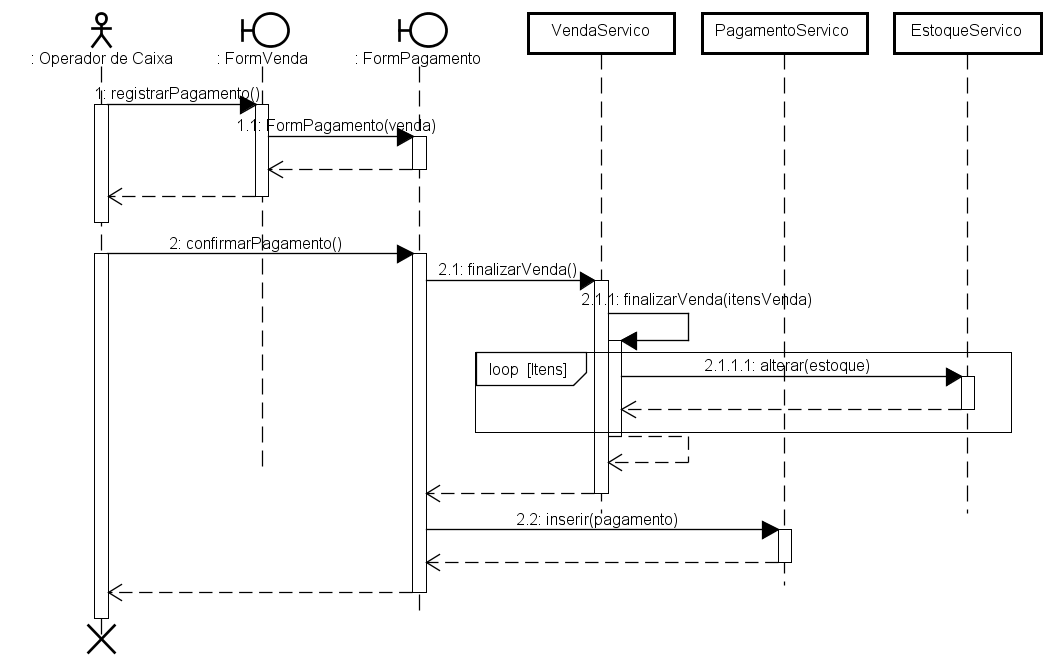 : Operador de Caixa
: FormVenda
: FormPagamento
VendaServico
PagamentoServico
EstoqueServico
1: registrarPagamento()
1.1: FormPagamento(venda)
2: confirmarPagamento()
2.1: finalizarVenda()
2.1.1: finalizarVenda(itensVenda)
loop [Itens]
2.1.1.1: alterar(estoque)
2.2: inserir(pagamento)